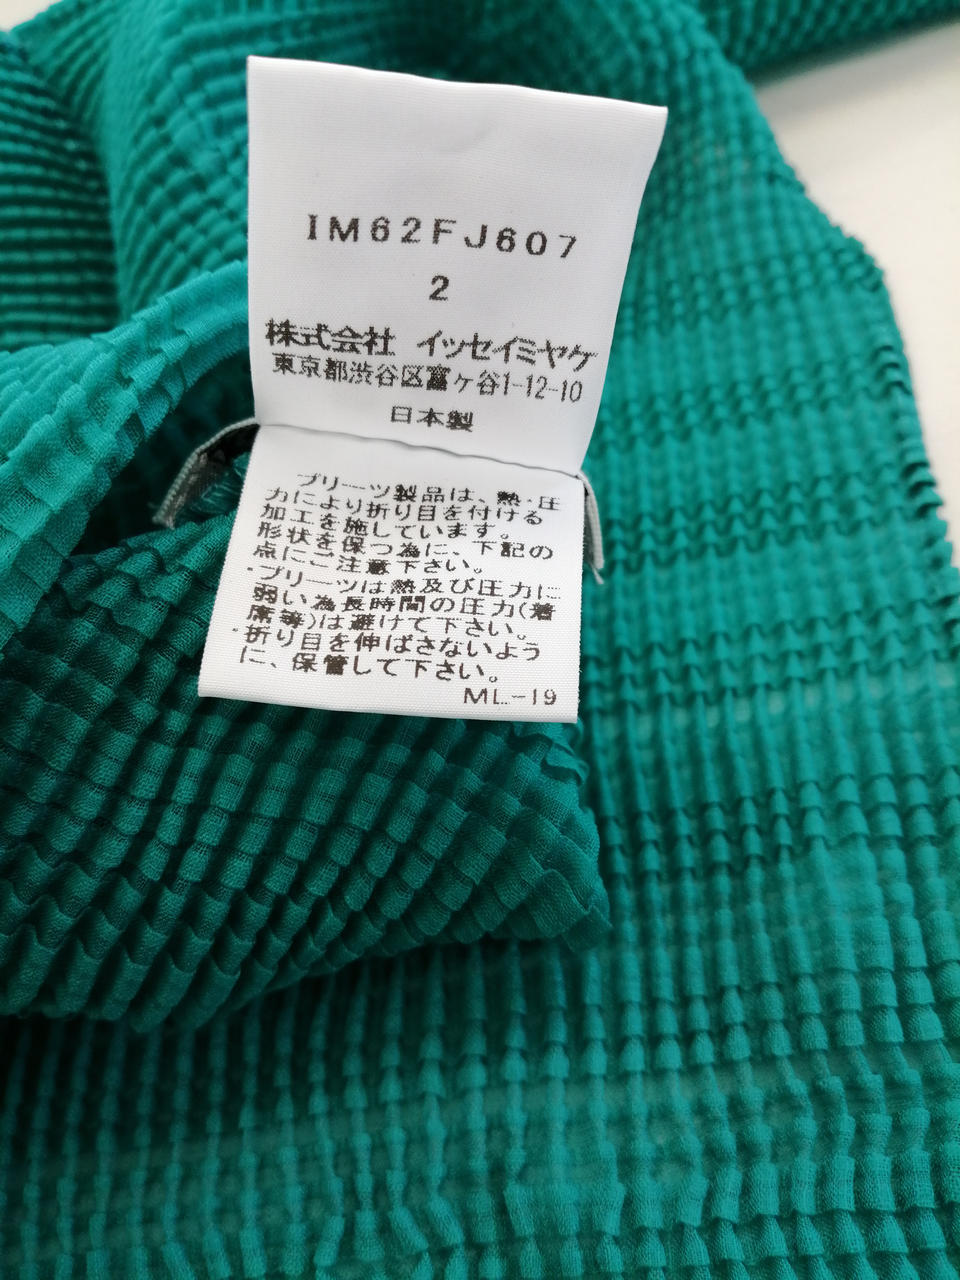 IM62FJ607
2
株式会社 イッセイミヤケ
東京都渋谷区富ヶ谷1-12-10
日本製
プリーツ製品は、熱・圧
力により折り目を付ける
加工を施しています。
形状を保つ為に、下記の
点にご注意下さい。
・プリーツは熱及び圧力に
弱い為長時間の圧力(着
席等)は避けて下さい。
・折り目を伸ばさないよう
に、保管して下さい。
ML-19